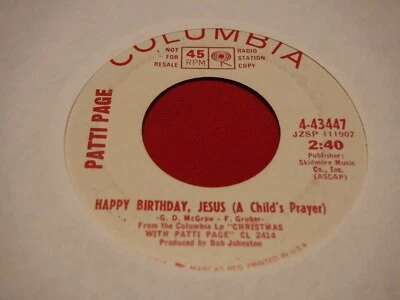 COLUMBIA
NOT FOR RESALE
45 RPM
RADIO STATION COPY
PATTI PAGE
4-43447
JZSP 111907
2:40
Publisher:
Skidmore Music
Co., Inc.
(ASCAP)
HAPPY BIRTHDAY, JESUS (A Child's Prayer)
-G. D. McGraw - F. Gruber-
From the Columbia Lp "CHRISTMAS
WITH PATTI PAGE" CL 2414
Produced by Bob Johnston
MARCAS REG. PRINTED IN U.S.A.